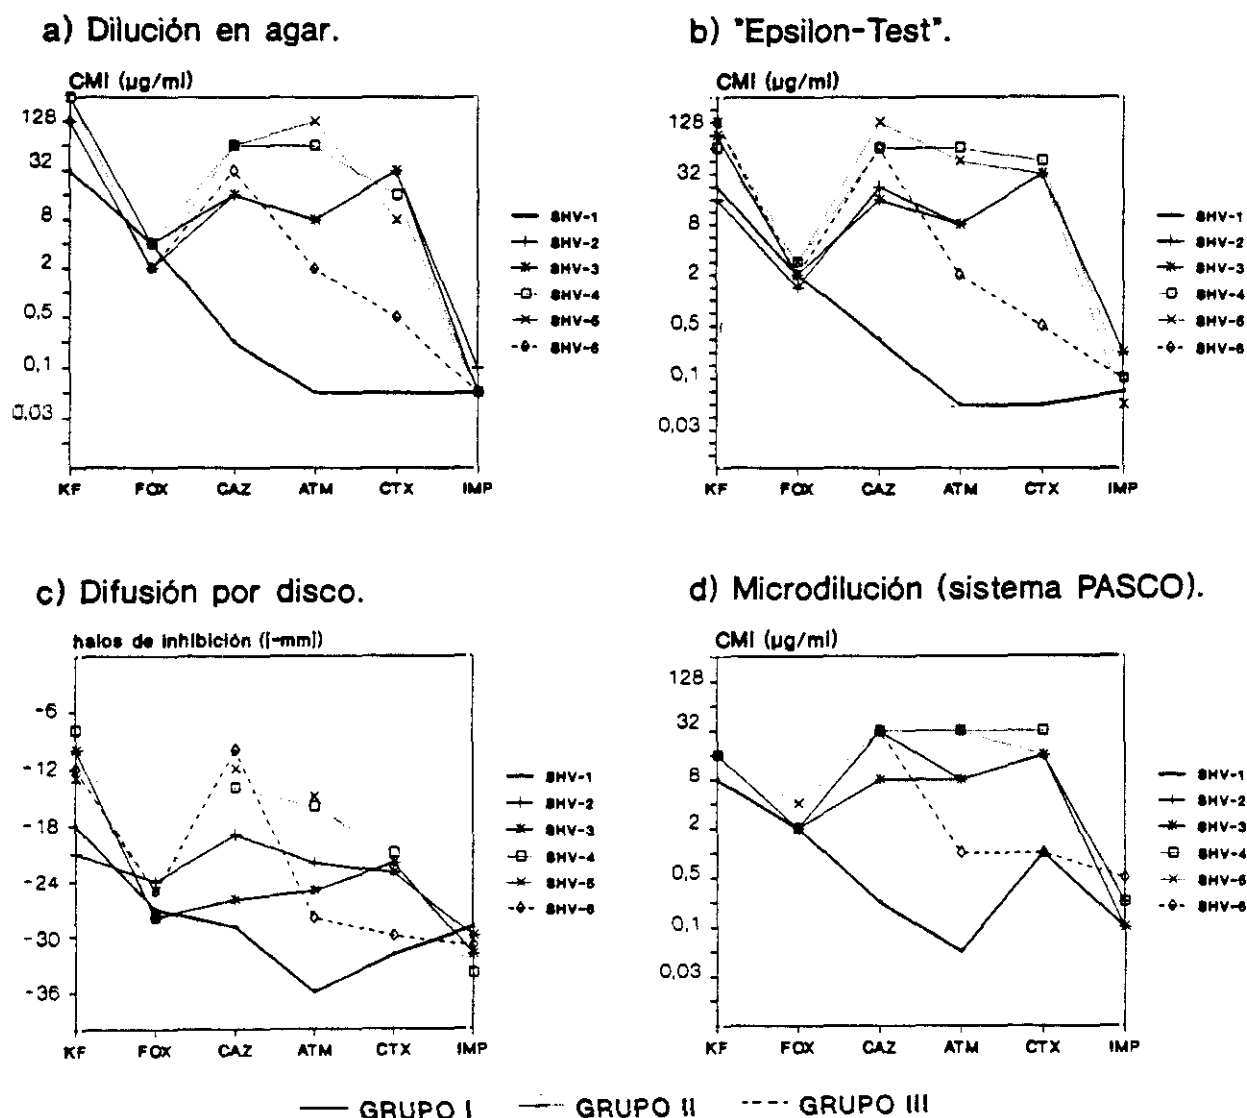 a) Dilución en agar.
CMI (µg/ml)
128
32
8
2
0,5
0,1
0,03
KF FOX CAZ ATM CTX IMP
SHV-1
SHV-2
SHV-3
SHV-4
SHV-5
SHV-6
b) "Epsilon-Test".
CMI (µg/ml)
128
32
8
2
0,5
0,1
0,03
KF FOX CAZ ATM CTX IMP
SHV-1
SHV-2
SHV-3
SHV-4
SHV-5
SHV-6
c) Difusión por disco.
halos de inhibición ([-mm])
-6
-12
-18
-24
-30
-36
KF FOX CAZ ATM CTX IMP
SHV-1
SHV-2
SHV-3
SHV-4
SHV-5
SHV-6
d) Microdilución (sistema PASCO).
CMI (µg/ml)
128
32
8
2
0,5
0,1
0,03
KF FOX CAZ ATM CTX IMP
SHV-1
SHV-2
SHV-3
SHV-4
SHV-5
SHV-6
GRUPO I GRUPO II GRUPO III